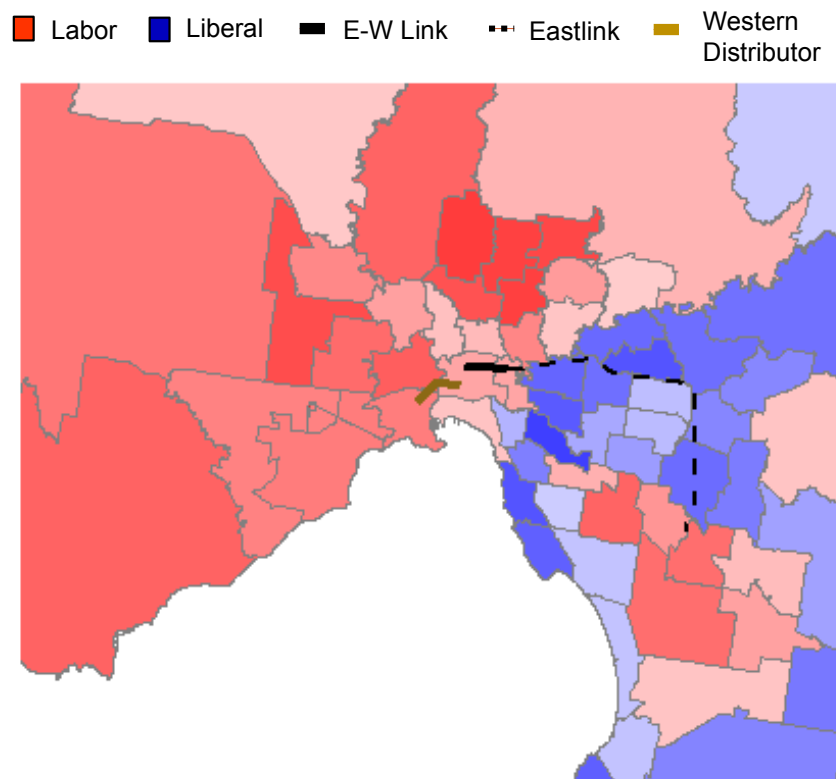 Labor
Liberal
E-W Link
Eastlink
Western
Distributor